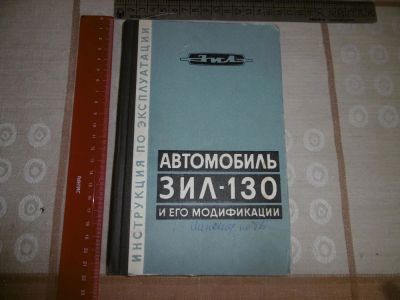 ИНСТРУКЦИЯ ПО ЭКСПЛУАТАЦИИ
ЗИЛ
АВТОМОБИЛЬ
ЗИЛ-130
И ЕГО МОДИФИКАЦИИ